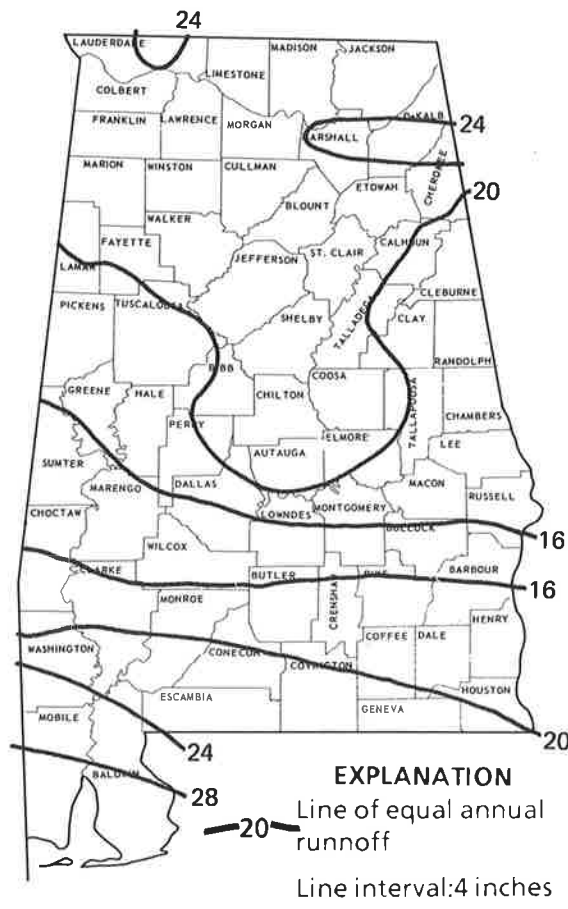 24
LAUDERDALE
MADISON
JACKSON
LIMESTONE
COLBERT
FRANKLIN
LAWRENCE
MORGAN
DeKALB
24
ARSHALL
MARION
WINSTON
CULLMAN
CHEROKEE
ETOWAH
20
BLOUNT
WALKER
FAYETTE
ST. CLAIR
CALHOUN
JEFFERSON
LAMAR
CLEBURNE
PICKENS
TUSCALOOSA
SHELBY
TALLADEGA
CLAY
RANDOLPH
BIBB
COOSA
GREENE
HALE
CHILTON
TALLAPOOSA
CHAMBERS
PERRY
ELMORE
LEE
AUTAUGA
SUMTER
DALLAS
MACON
MARENGO
RUSSELL
LOWNDES
MONTGOMERY
CHOCTAW
BULLOCK
16
WILCOX
CLARKE
BUTLER
CRENSHAW
PIKE
BARBOUR
16
MONROE
HENRY
COFFEE
DALE
WASHINGTON
CONECUH
COVINGTON
HOUSTON
ESCAMBIA
GENEVA
MOBILE
20
24
BALDWIN
EXPLANATION
28
20
Line of equal annual
runnoff
Line interval:4 inches